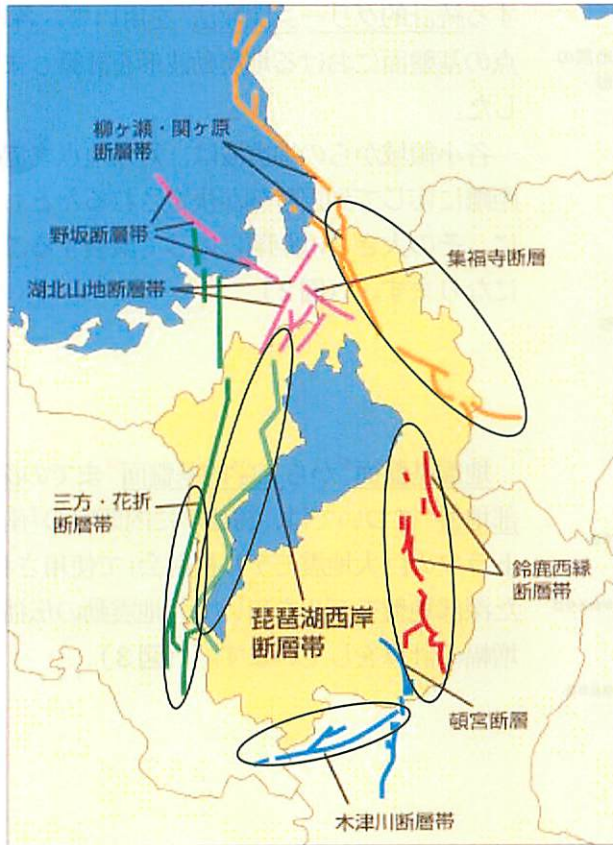 柳ヶ瀬・関ヶ原
断層帯
野坂断層帯
湖北山地断層帯
集福寺断層
三方・花折
断層帯
琵琶湖西岸
断層帯
鈴鹿西縁
断層帯
頓宮断層
木津川断層帯